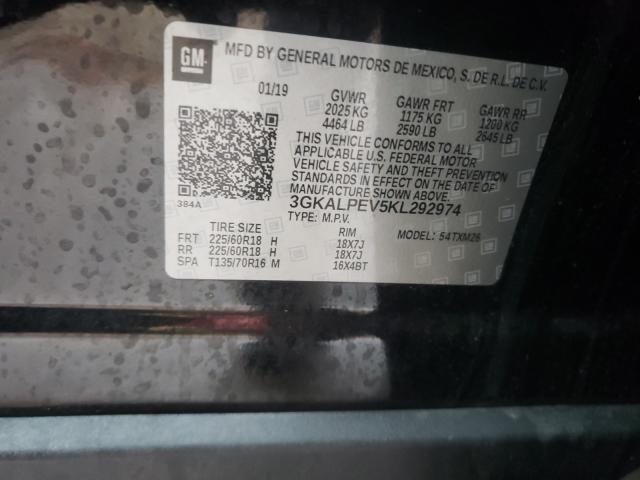 GM
MFD BY GENERAL MOTORS DE MEXICO, S. DE R.L. DE C.V.
01/19 GVWR GAWR FRT GAWR RR
2025 KG 1175 KG 1200 KG
4464 LB 2590 LB 2645 LB
THIS VEHICLE CONFORMS TO ALL
APPLICABLE U.S. FEDERAL MOTOR
VEHICLE SAFETY AND THEFT PREVENTION
STANDARDS IN EFFECT ON THE DATE OF
MANUFACTURE SHOWN ABOVE.
384A
3GKALPEV5KL292974
TYPE: M.P.V. MODEL: 54TXM26
TIRE SIZE RIM
FRT 225/60R18 H 18X7J
RR 225/60R18 H 18X7J
SPA T135/70R16 M 16X4BT